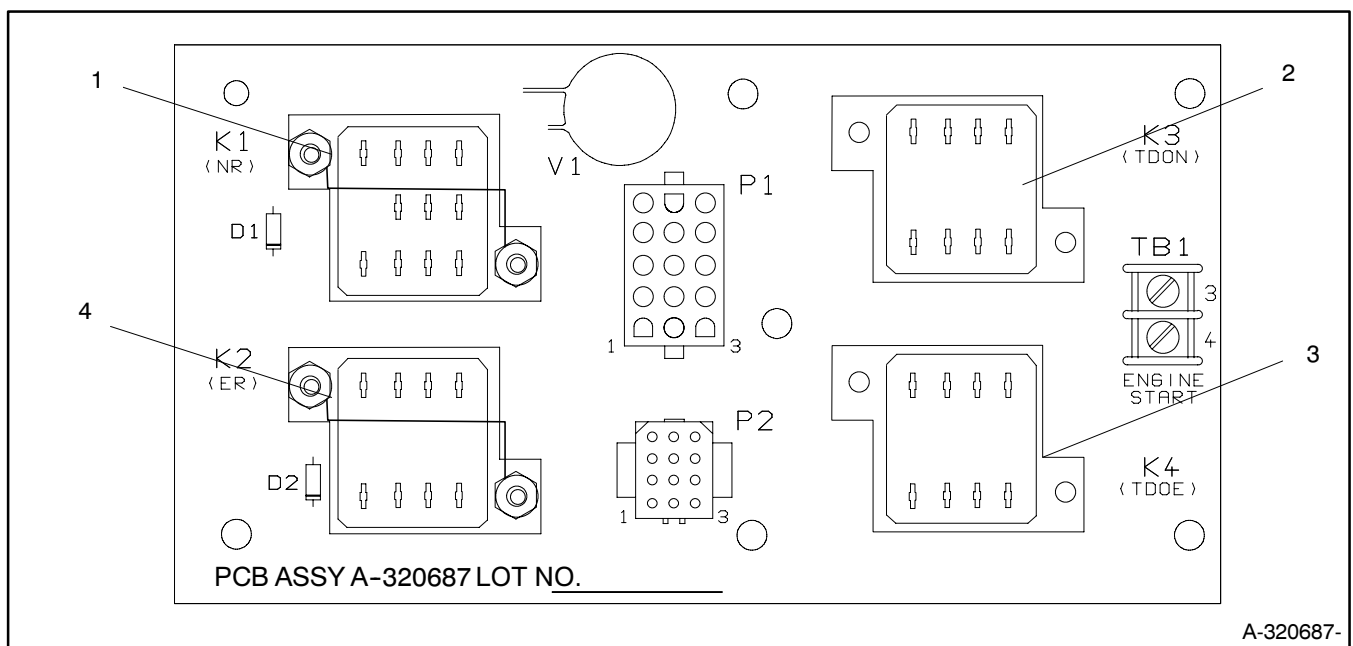 1
2
K1
(NR)
V1
K3
(TDON)
P1
D1
TB1
3
4
1 3
4
K2
(ER)
3
ENGINE
START
P2
D2
K4
(TDOE)
1 3
PCB ASSY A-320687 LOT NO.
A-320687-